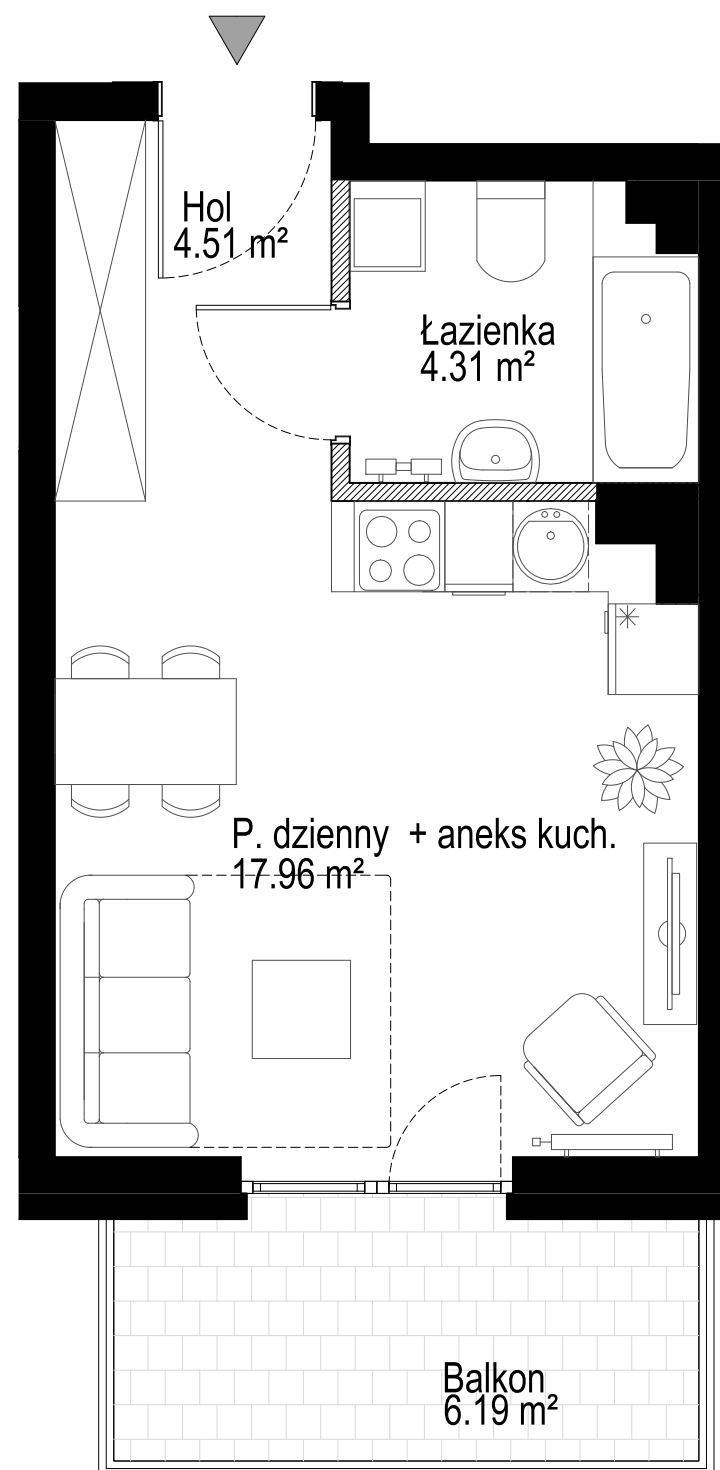 Hol
4.51 m²
Łazienka
4.31 m²
P. dzienny + aneks kuch.
17.96 m²
Balkon
6.19 m²